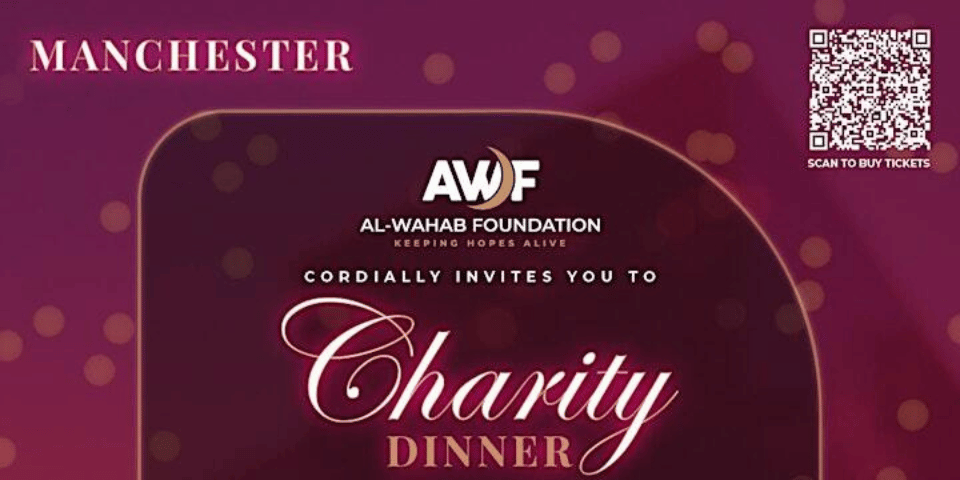 MANCHESTER
SCAN TO BUY TICKETS
AWF
AL-WAHAB FOUNDATION
KEEPING HOPES ALIVE
CORDIALLY INVITES YOU TO
Charity
DINNER